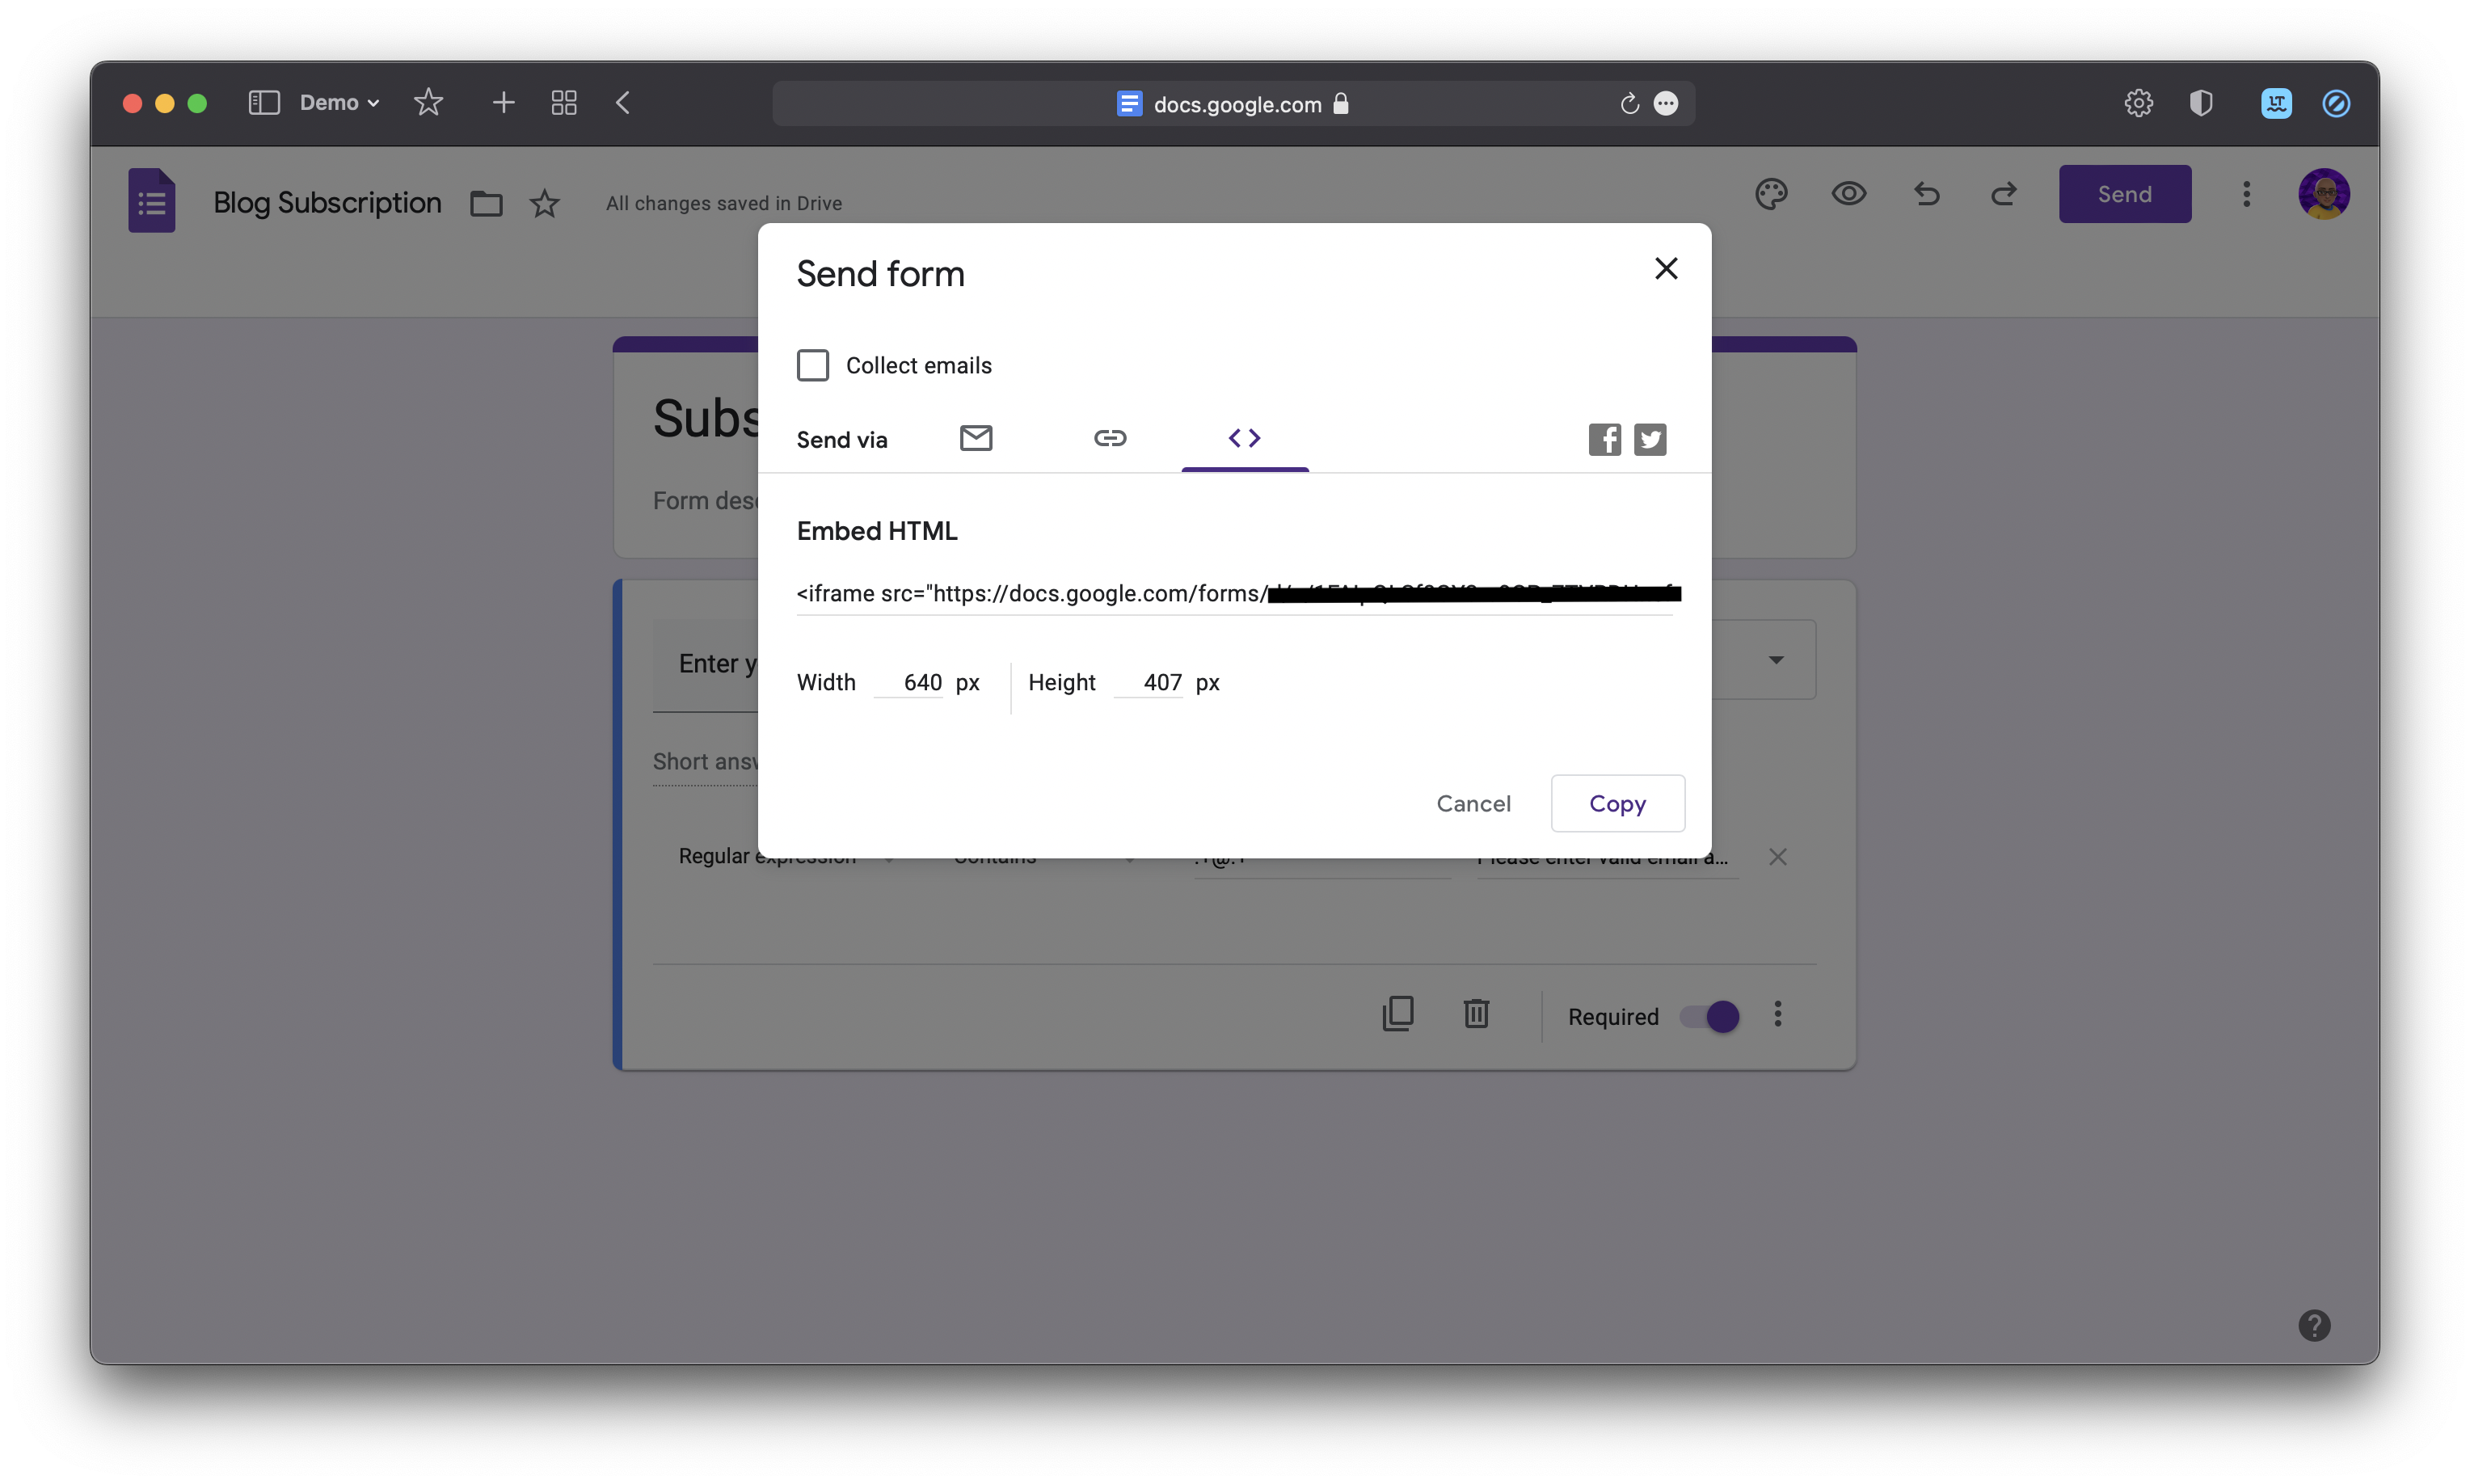 Demo
docs.google.com
Blog Subscription
All changes saved in Drive
Send
Send form
Collect emails
Send via
Embed HTML
<iframe src="https://docs.google.com/forms/
Width 640 px Height 407 px
Cancel Copy
Subs
Form desc
Enter y
Short answ
Regular expression Contains .+@.+ Please enter valid email a...
Required